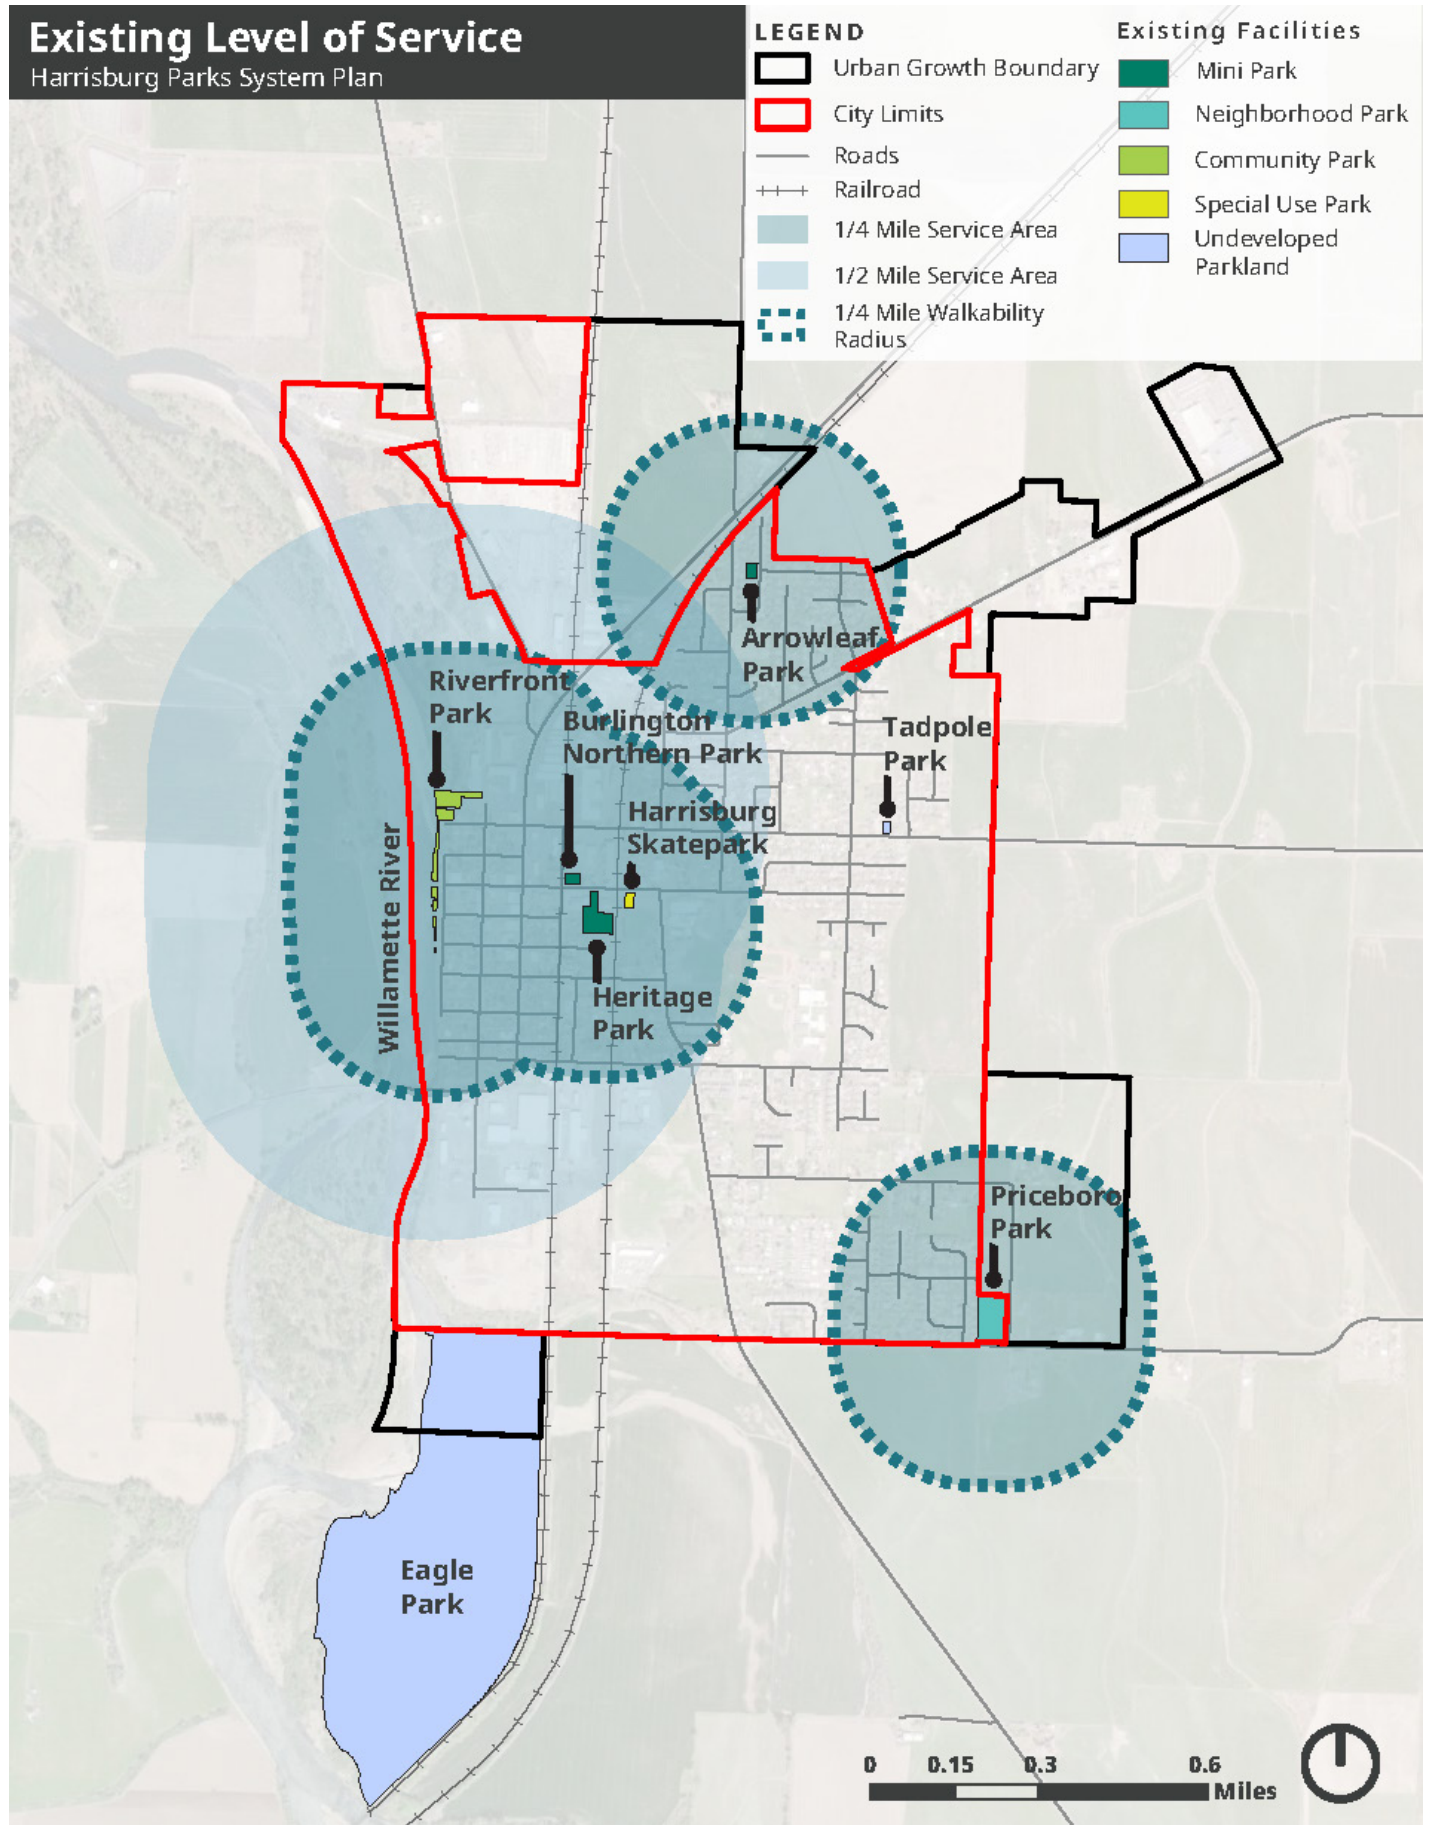 Existing Level of Service
Harrisburg Parks System Plan
LEGEND
Urban Growth Boundary
City Limits
Roads
Railroad
1/4 Mile Service Area
1/2 Mile Service Area
1/4 Mile Walkability
Radius
Existing Facilities
Mini Park
Neighborhood Park
Community Park
Special Use Park
Undeveloped
Parkland
Arrowleaf
Park
Riverfront
Park
Burlington
Northern Park
Tadpole
Park
Harrisburg
Skatepark
Willamette River
Heritage
Park
Priceboro
Park
Eagle
Park
0 0.15 0.3 0.6
Miles